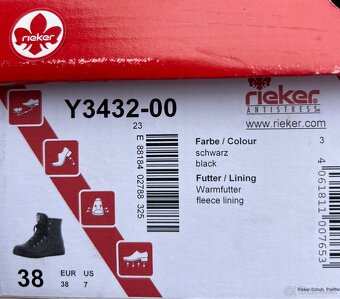 rieker
Y3432-00
23
E 88184 02788 325
rieker
ANTISTRESS
www.rieker.com
Farbe / Colour
schwarz
black
3
Futter / Lining
Warmfutter
fleece lining
4 061811 007653
38
EUR US
38 7